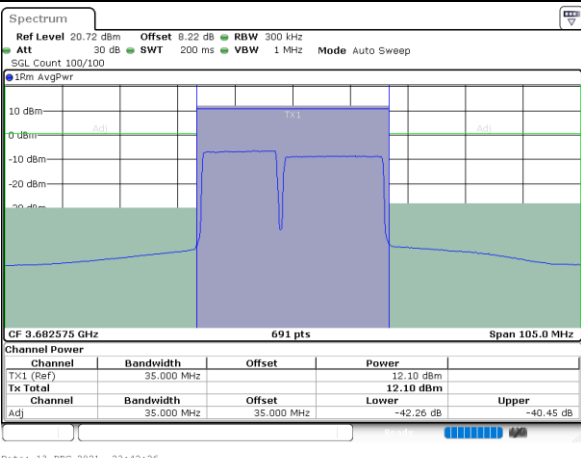 Spectrum
Ref Level 20.72 dBm Offset 8.22 dB RBW 300 kHz
Att 30 dB SWT 200 ms VBW 1 MHz Mode Auto Sweep
SGL Count 100/100
1Rm AvgPwr
10 dBm
TX1
Adj Adj
0 dBm
-10 dBm
-20 dBm
-30 dBm
CF 3.682575 GHz 691 pts Span 105.0 MHz
Channel Power
Channel Bandwidth Offset Power
TX1 (Ref) 35.000 MHz 12.10 dBm
Tx Total 12.10 dBm
Channel Bandwidth Offset Lower Upper
Adj 35.000 MHz 35.000 MHz -42.26 dB -40.45 dB